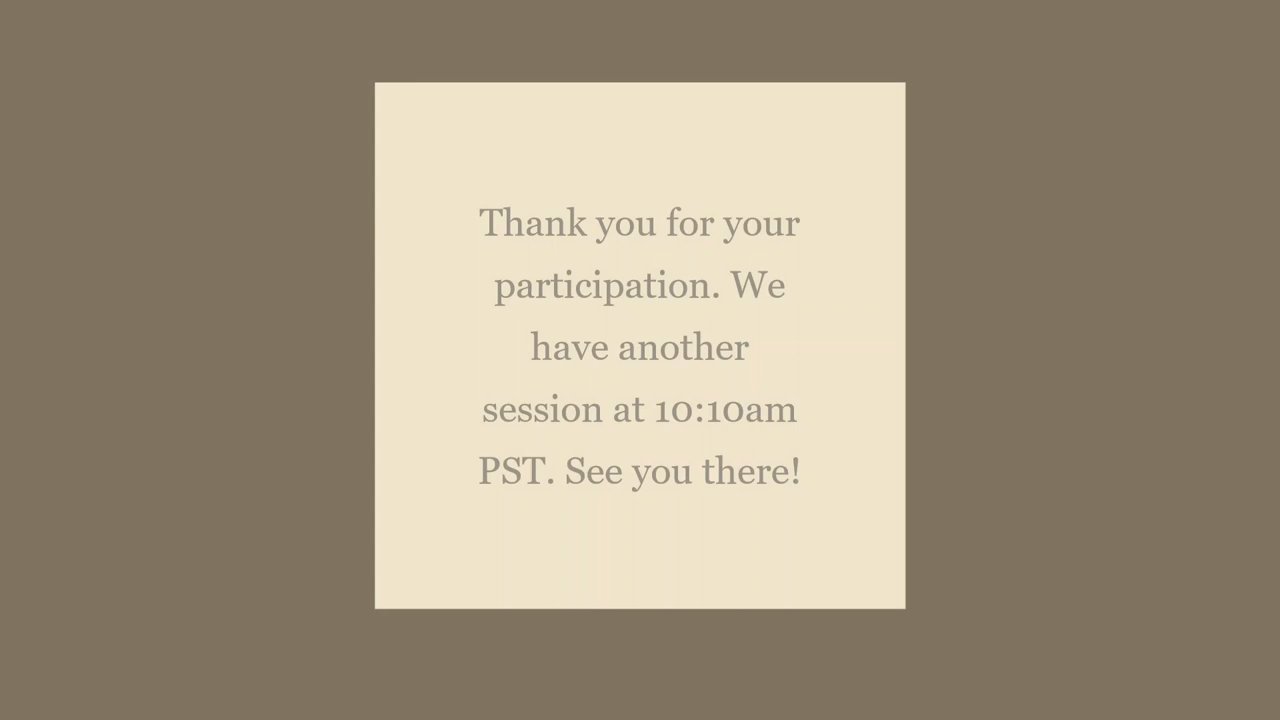 Thank you for your
participation. We
have another
session at 10:10am
PST. See you there!